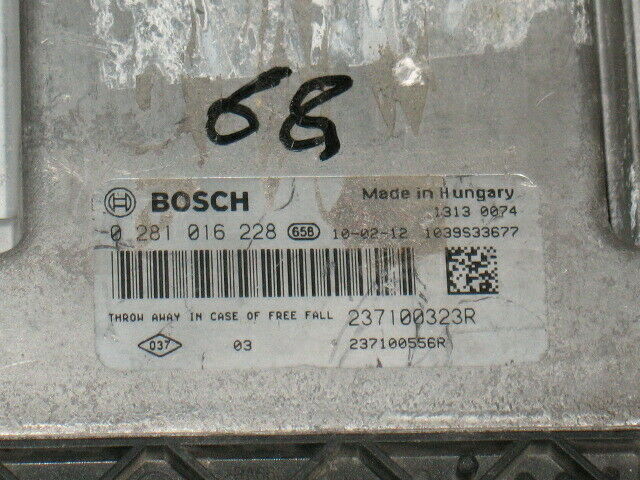 68
BOSCH Made in Hungary
1313 0074
0 281 016 228 65B 10-02-12 1039S33677
THROW AWAY IN CASE OF FREE FALL 237100323R
037 03 237100556R